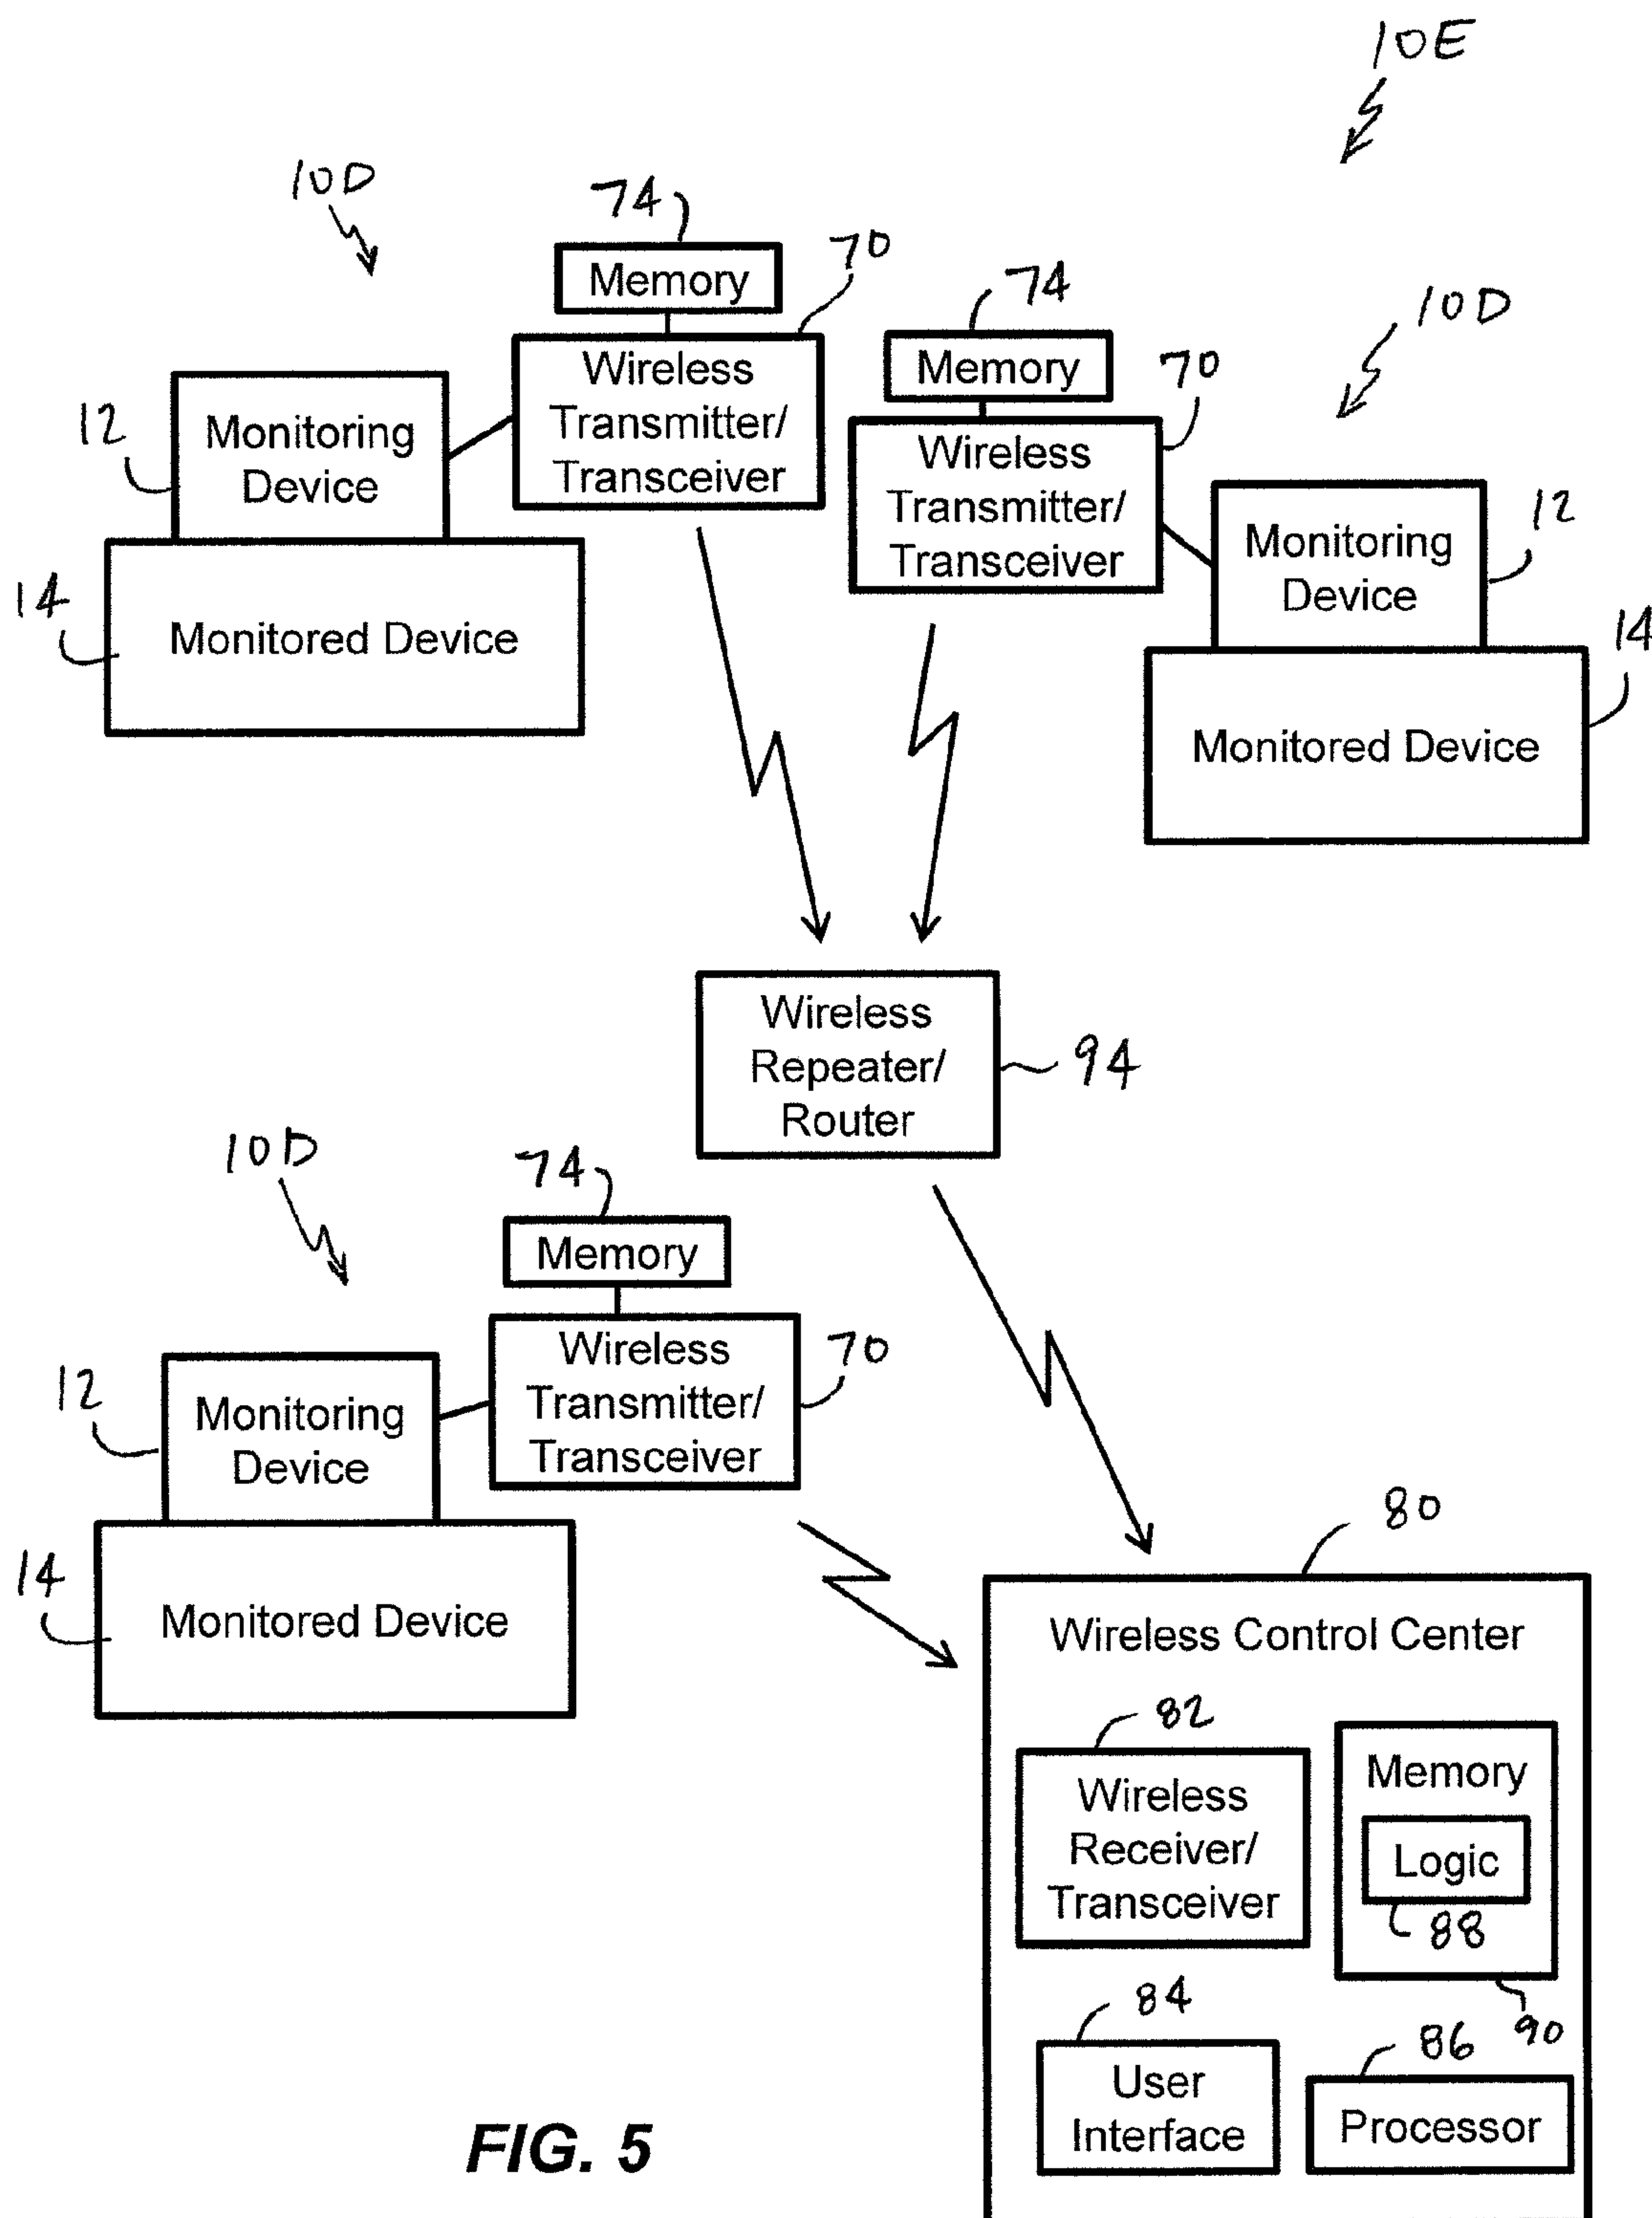 10E
10D
74
Memory
70
Wireless
Transmitter/
Transceiver
12
Monitoring
Device
14
Monitored Device
74
Memory
10D
70
Wireless
Transmitter/
Transceiver
12
Monitoring
Device
14
Monitored Device
Wireless
Repeater/
Router
94
10D
74
Memory
70
Wireless
Transmitter/
Transceiver
12
Monitoring
Device
14
Monitored Device
80
Wireless Control Center
82
Wireless
Receiver/
Transceiver
Memory
Logic
88
90
84
User
Interface
86
Processor
FIG. 5